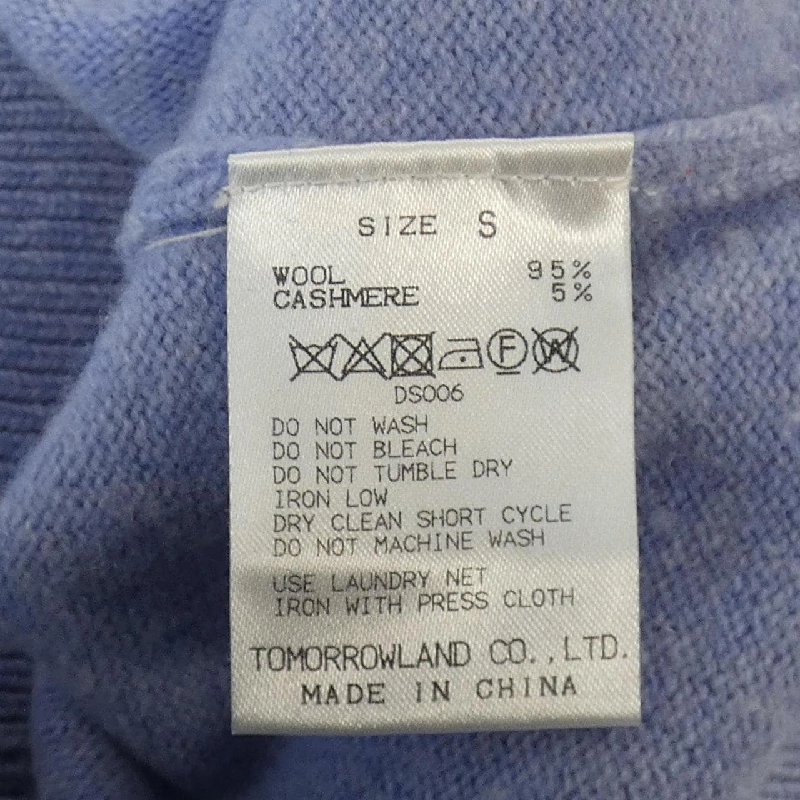 SIZE S
WOOL 95%
CASHMERE 5%
F W
DS006
DO NOT WASH
DO NOT BLEACH
DO NOT TUMBLE DRY
IRON LOW
DRY CLEAN SHORT CYCLE
DO NOT MACHINE WASH
USE LAUNDRY NET
IRON WITH PRESS CLOTH
TOMORROWLAND CO.,LTD.
MADE IN CHINA